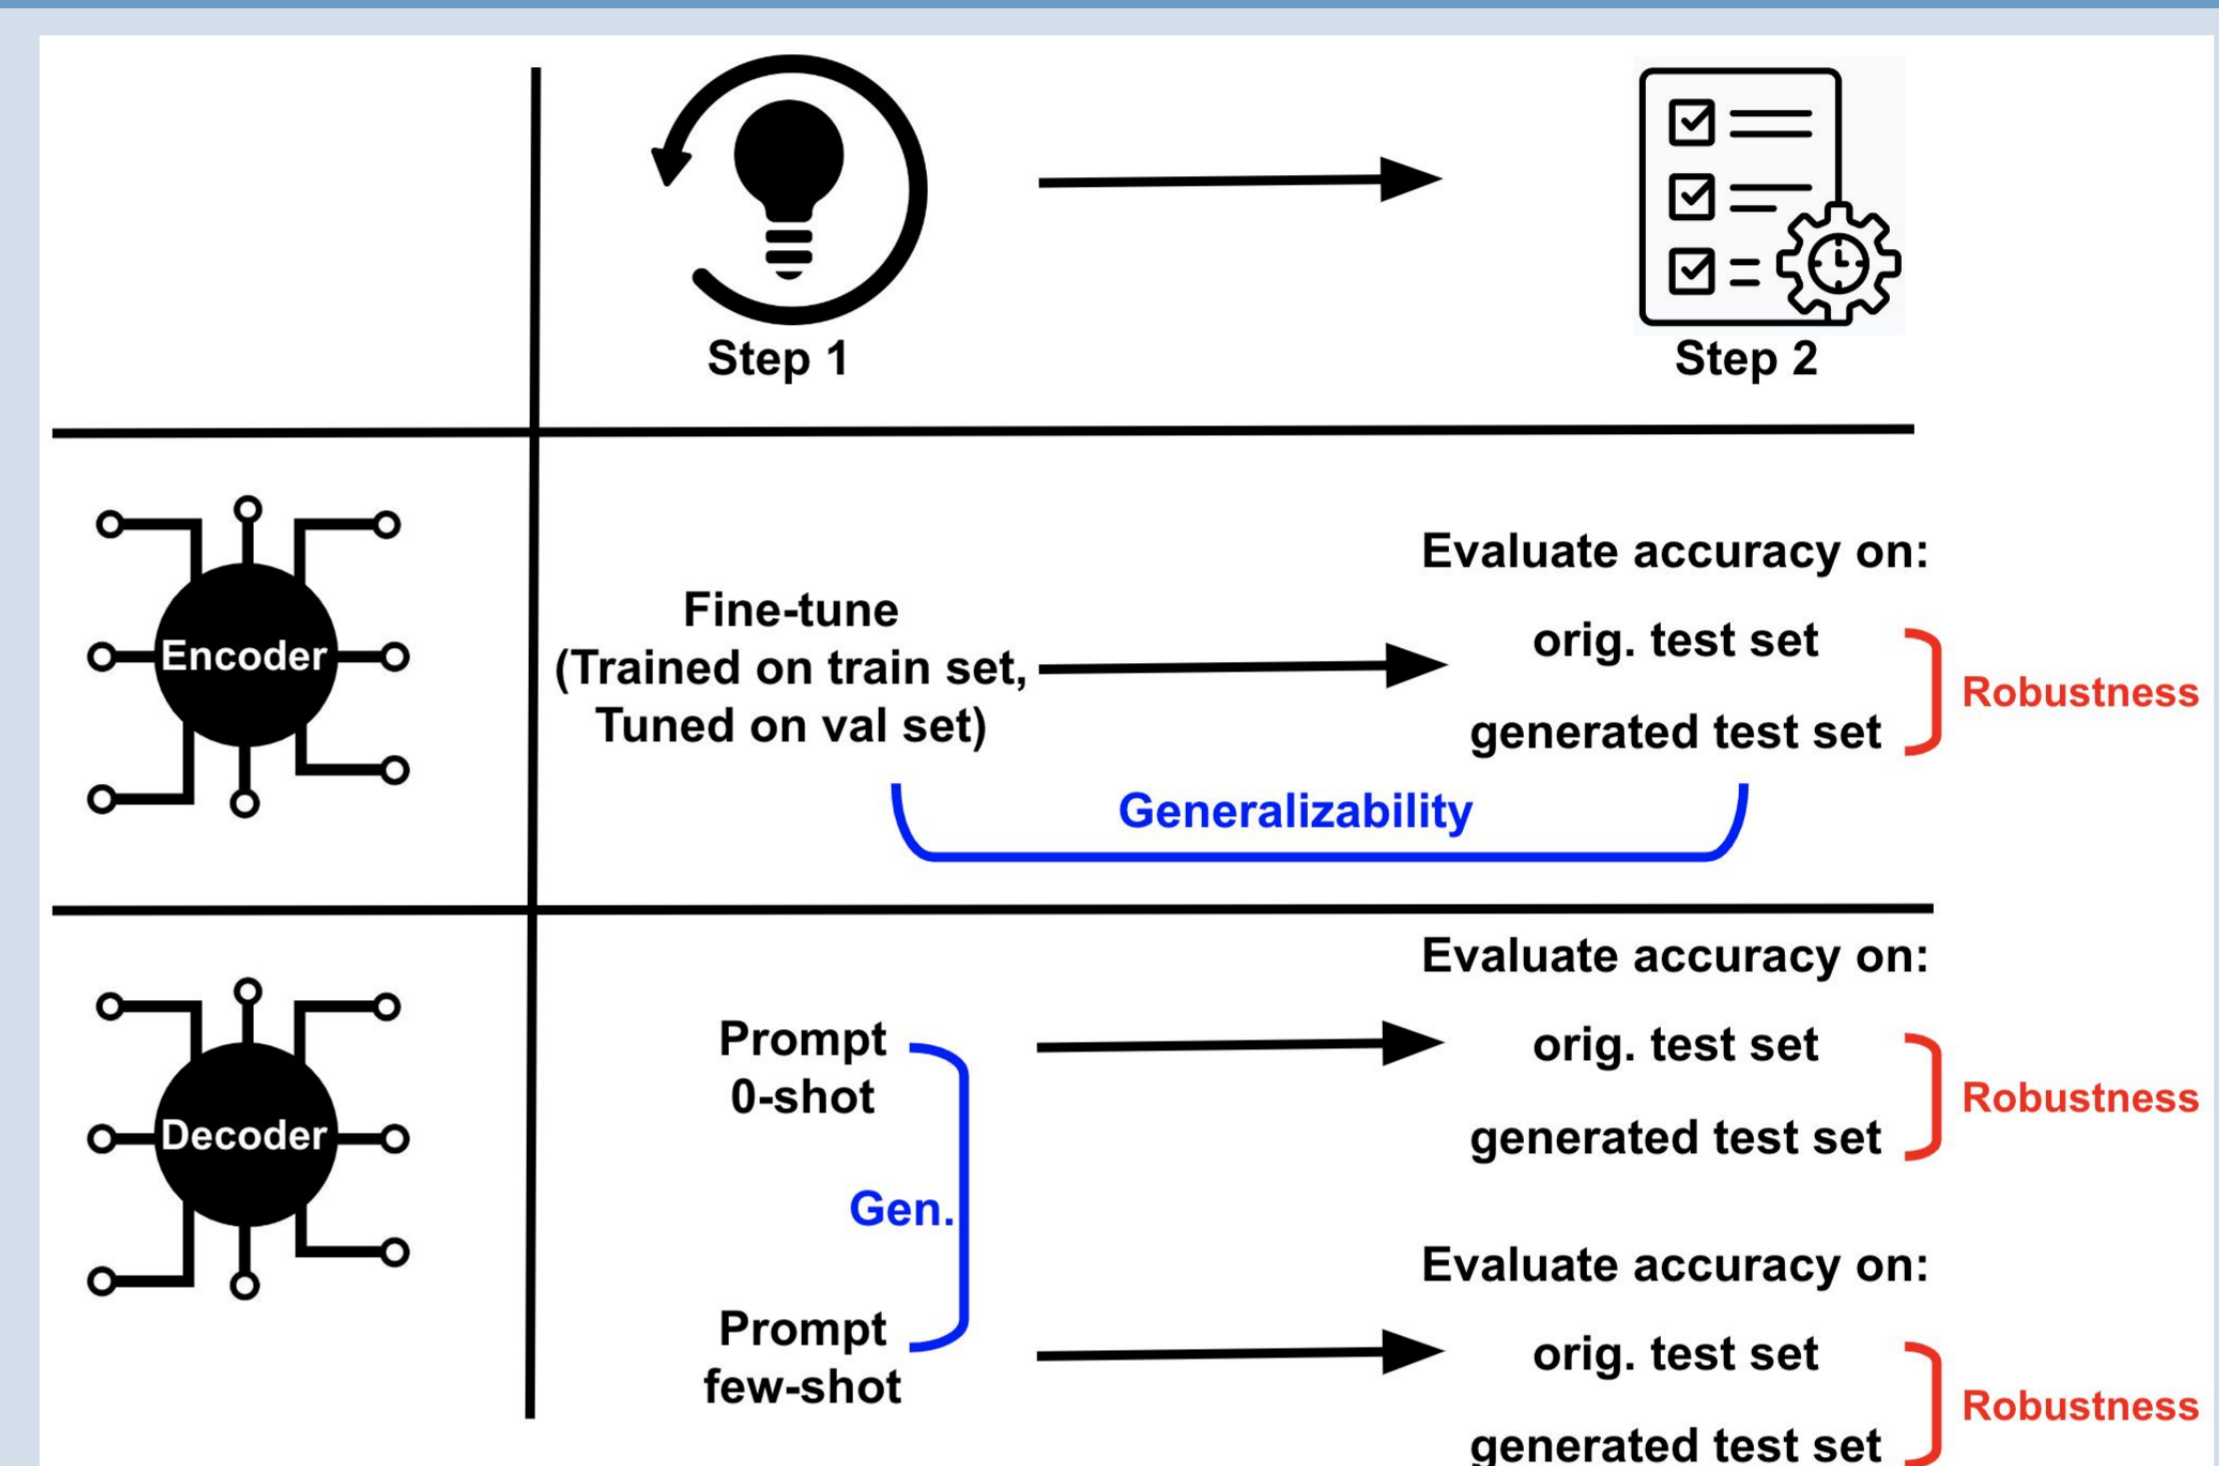 Step 1
Step 2
Encoder
Fine-tune
(Trained on train set,
Tuned on val set)
Evaluate accuracy on:
orig. test set
generated test set
Robustness
Generalizability
Decoder
Prompt
0-shot
Evaluate accuracy on:
orig. test set
generated test set
Robustness
Gen.
Prompt
few-shot
Evaluate accuracy on:
orig. test set
generated test set
Robustness